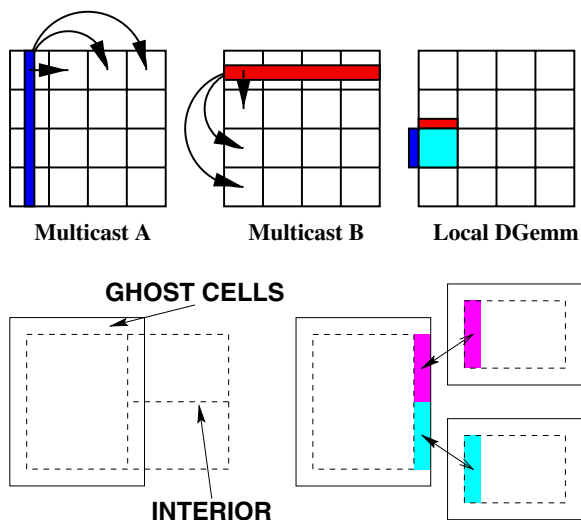 Multicast A
Multicast B
Local DGemm
GHOST CELLS
INTERIOR